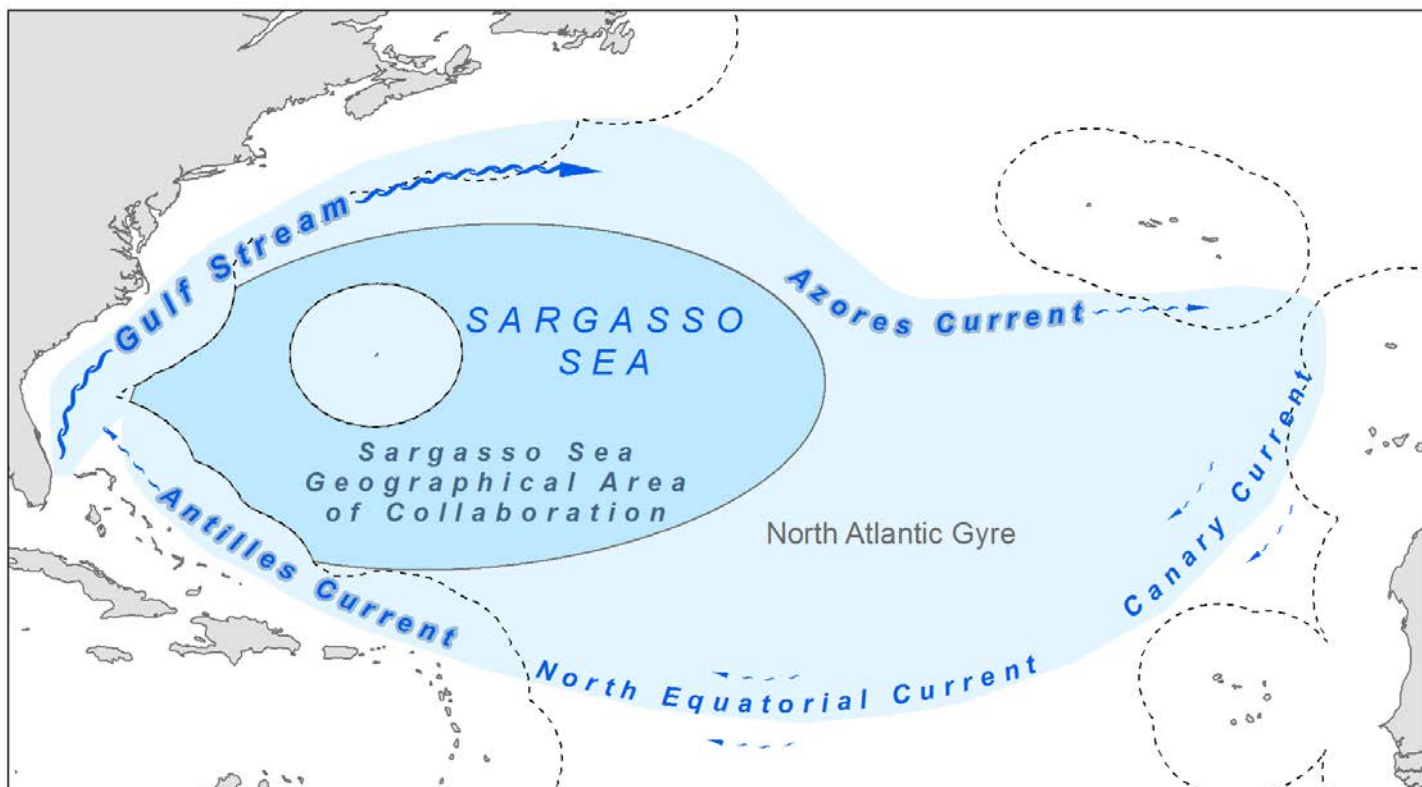 Gulf Stream
SARGASSO
SEA
Azores Current
Sargasso Sea
Geographical Area
of Collaboration
Canary Current
Antilles Current
North Atlantic Gyre
North Equatorial Current